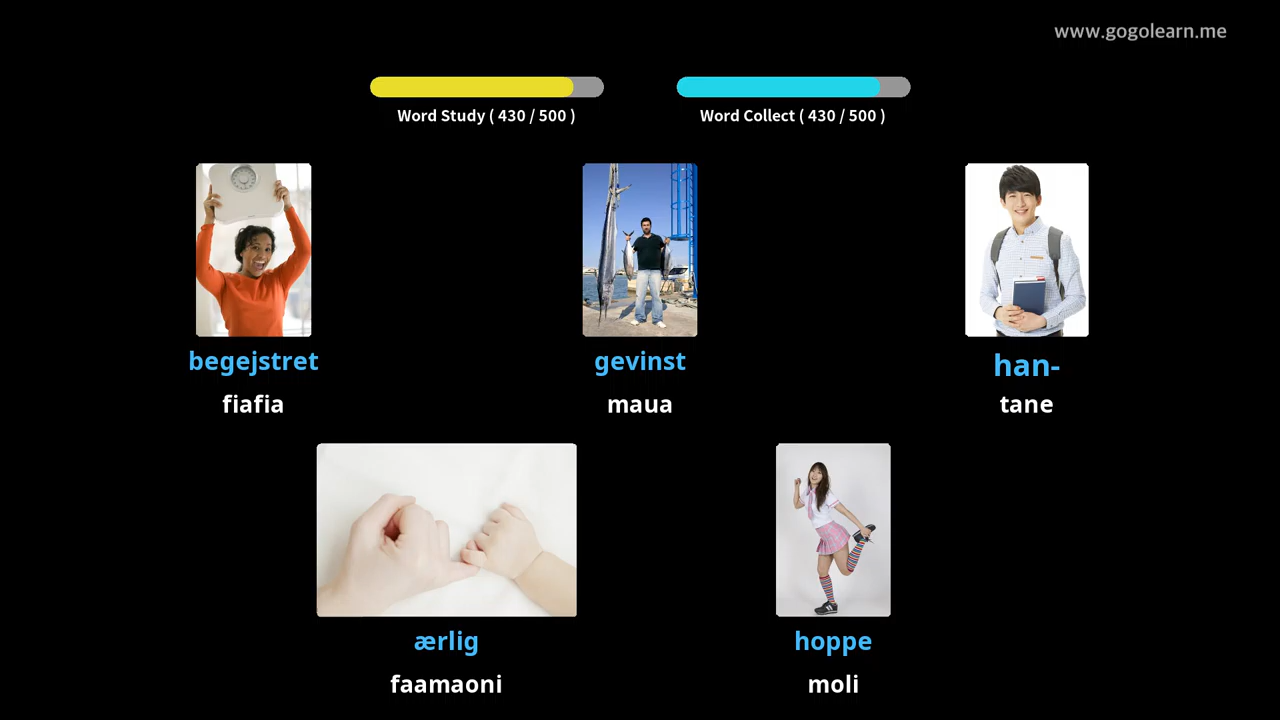 www.gogolearn.me
Word Study ( 430 / 500 )
Word Collect ( 430 / 500 )
begejstret
fiafia
gevinst
maua
han-
tane
ærlig
faamaoni
hoppe
moli